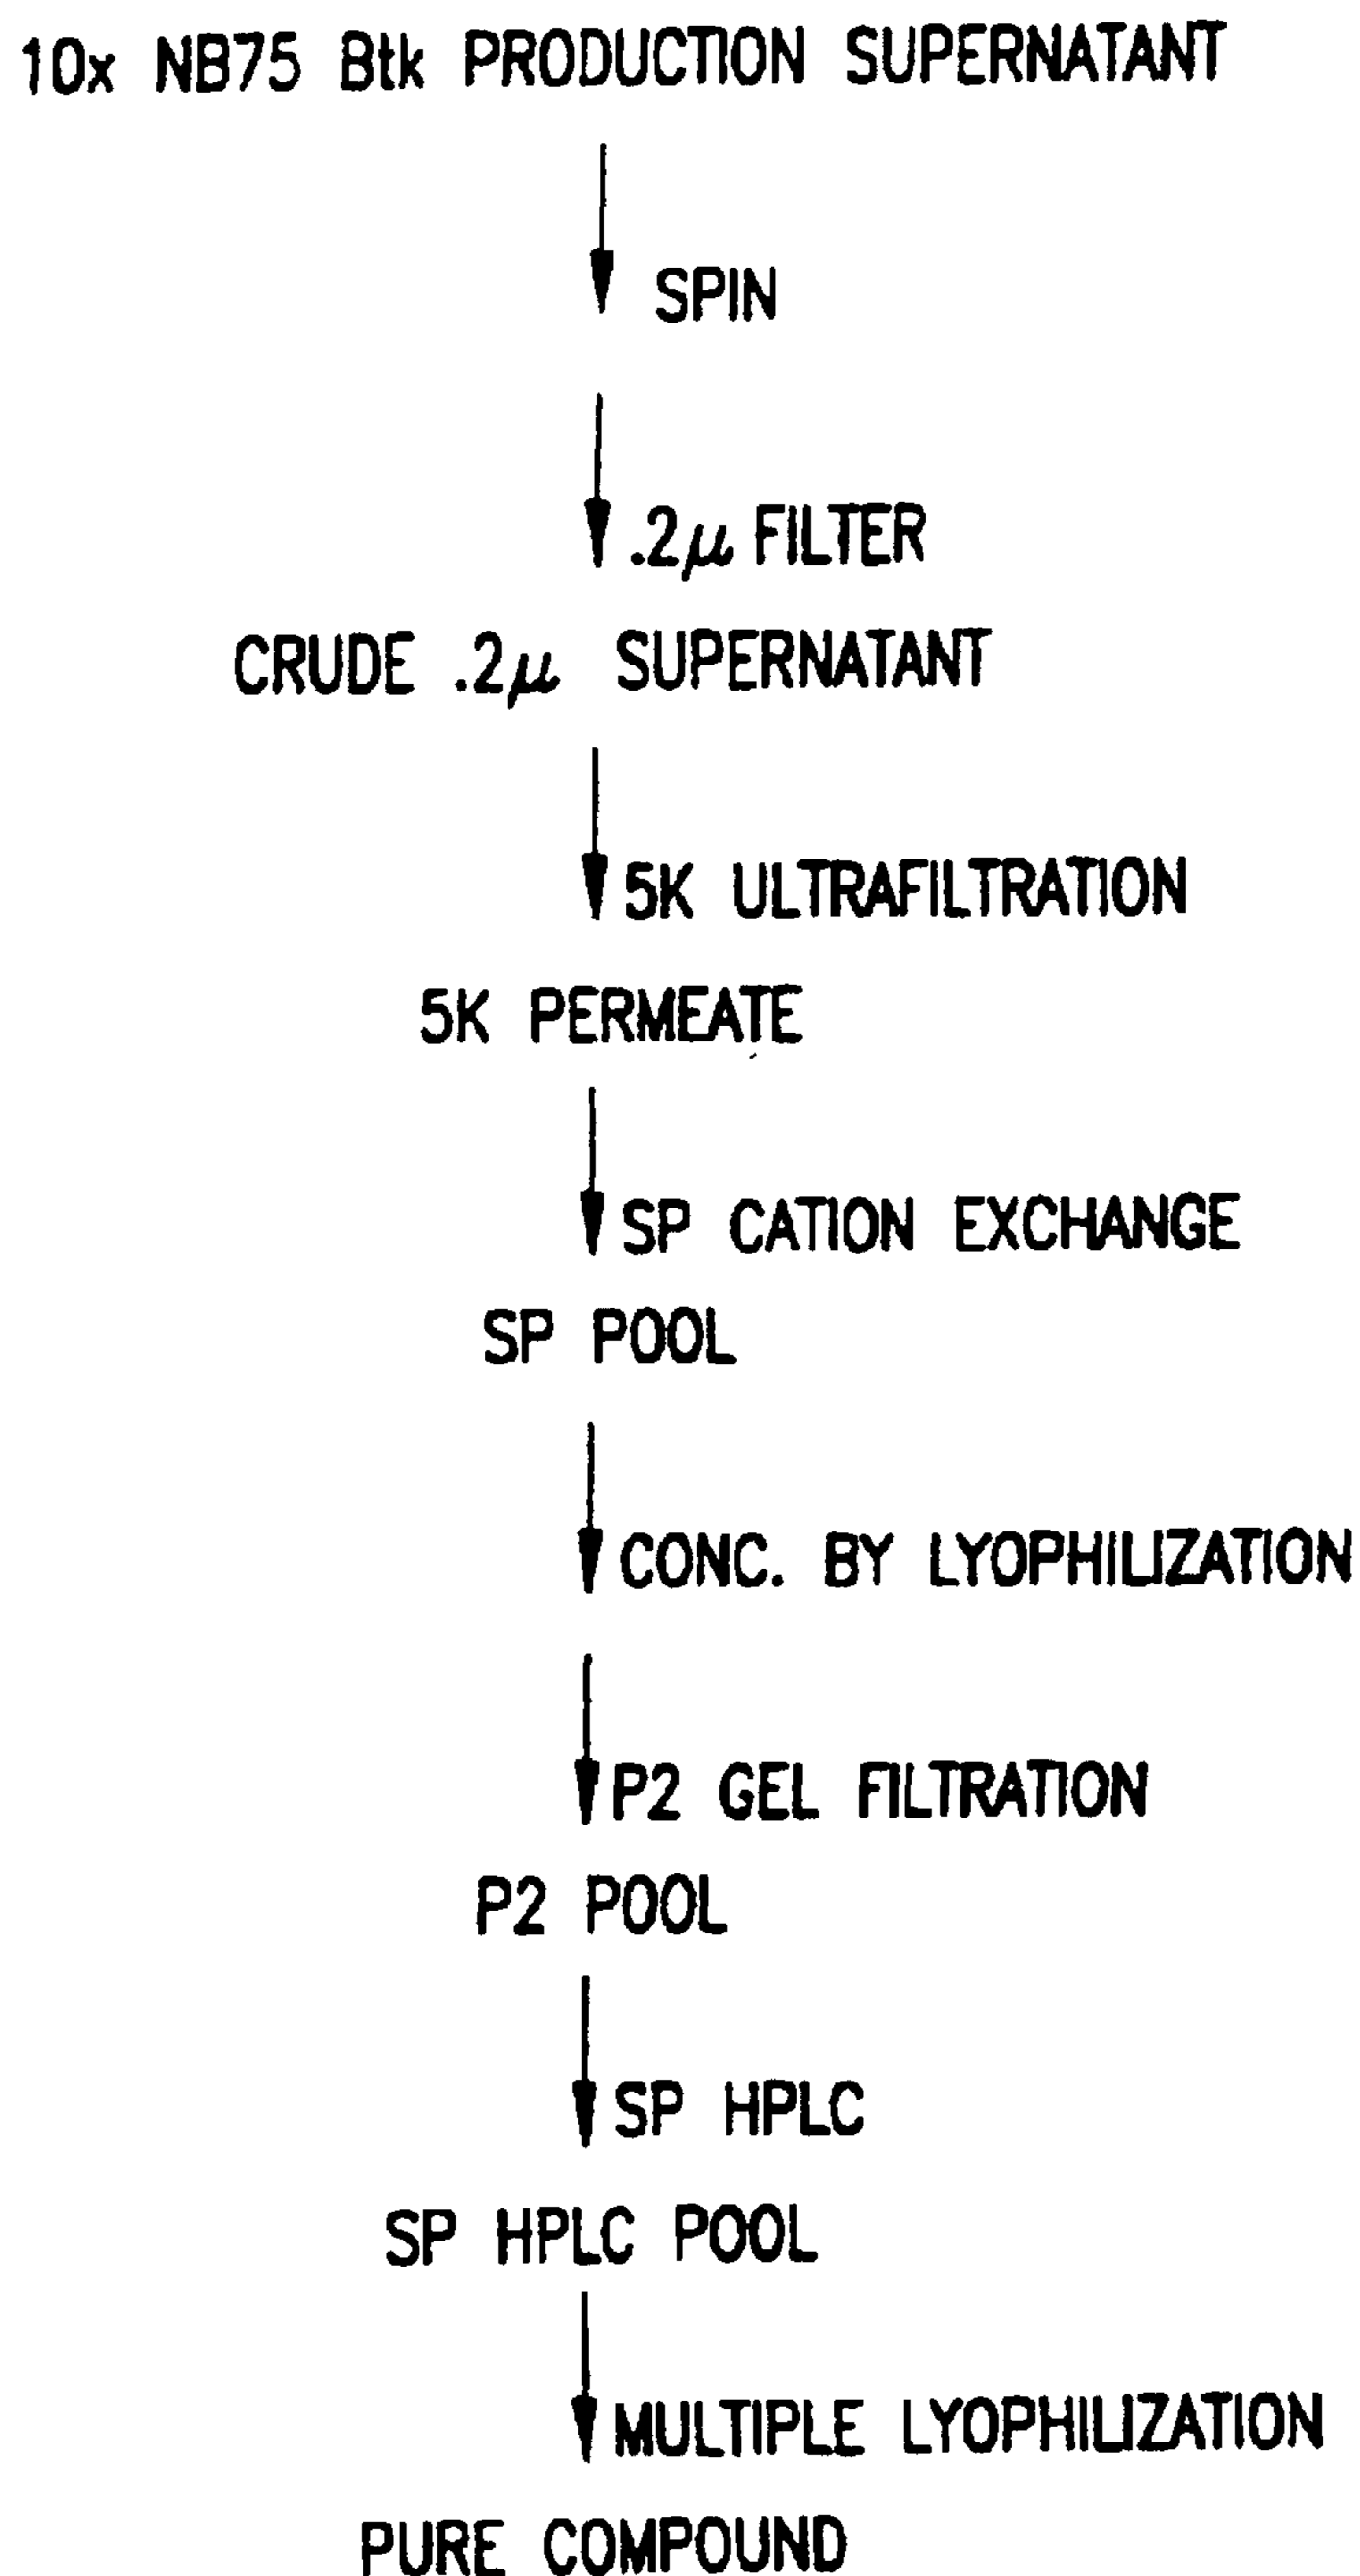 10x NB75 Btk PRODUCTION SUPERNATANT
SPIN
.2μ FILTER
CRUDE .2μ SUPERNATANT
5K ULTRAFILTRATION
5K PERMEATE
SP CATION EXCHANGE
SP POOL
CONC. BY LYOPHILIZATION
P2 GEL FILTRATION
P2 POOL
SP HPLC
SP HPLC POOL
MULTIPLE LYOPHILIZATION
PURE COMPOUND